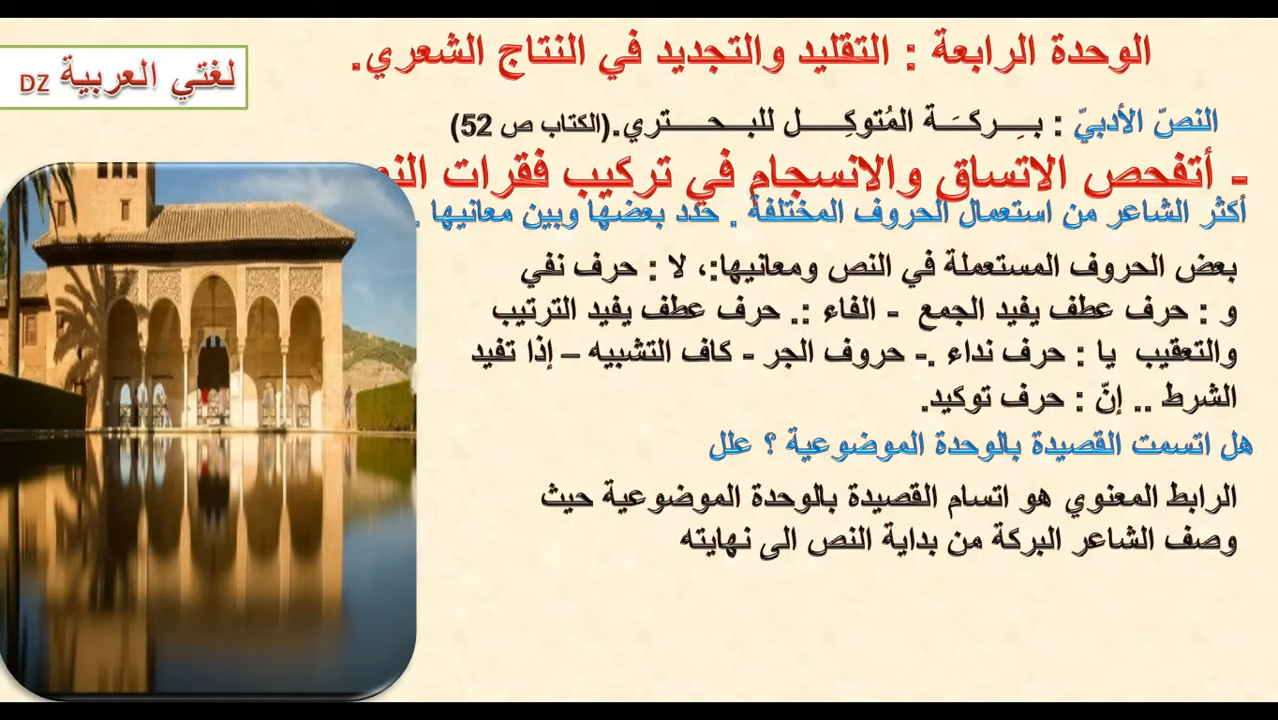 الوحدة الرابعة : التقليد والتجديد في النتاج الشعري.
لغتي العربية DZ
النصّ الأدبيّ : بِـركـَـة المُتوكِـل للبـحـتري.(الكتاب ص 52)
- أتفحص الاتساق والانسجام في تركيب فقرات
أكثر الشاعر من استعمال الحروف المختلفة . حدد بعضها وبين معانيها .
بعض الحروف المستعملة في النص ومعانيها:، لا : حرف نفي
و : حرف عطف يفيد الجمع - الفاء :. حرف عطف يفيد الترتيب
والتعقيب يا : حرف نداء .- حروف الجر - كاف التشبيه – إذا تفيد
الشرط .. إنّ : حرف توكيد.
هل اتسمت القصيدة بالوحدة الموضوعية ؟ علل
الرابط المعنوي هو اتسام القصيدة بالوحدة الموضوعية حيث
وصف الشاعر البركة من بداية النص الى نهايته